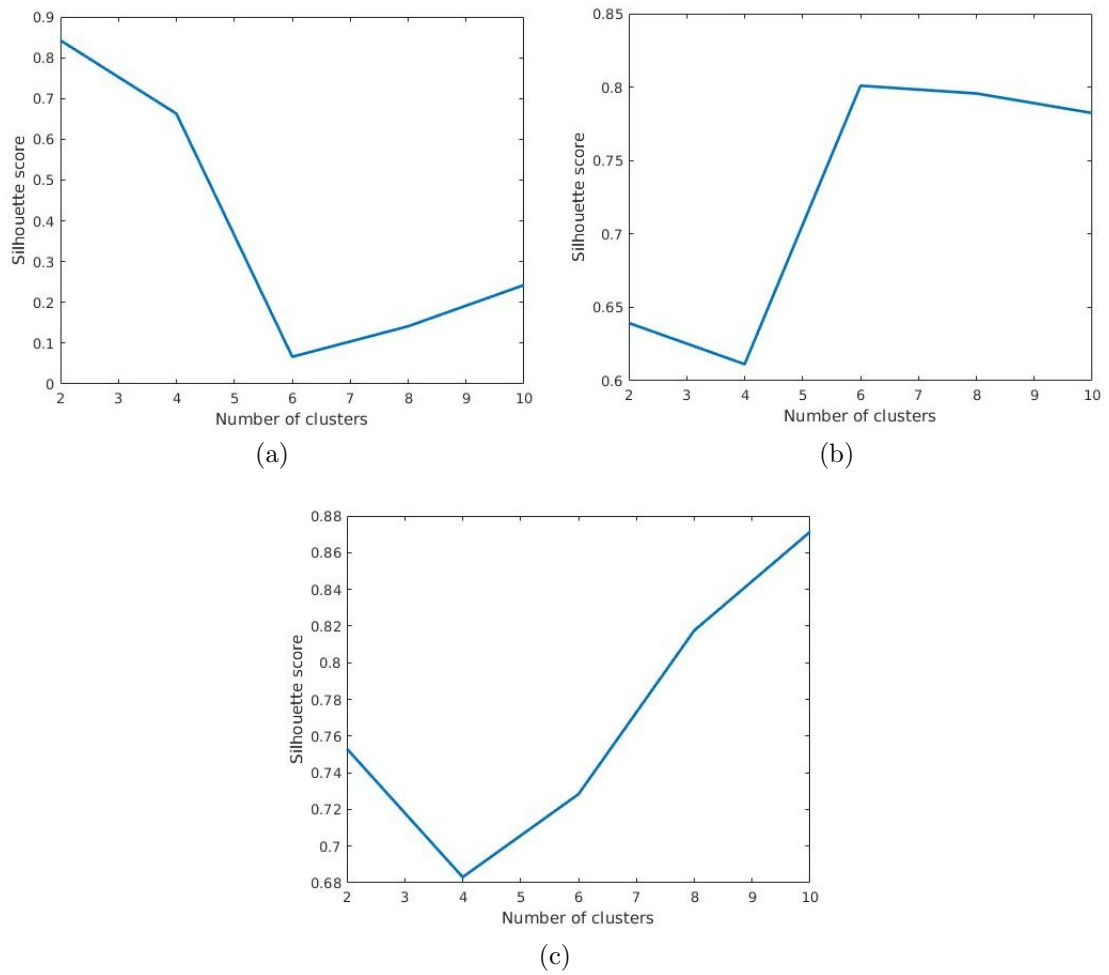 0.9
0.8
0.7
0.6
0.5
0.4
0.3
0.2
0.1
0
Silhouette score
2 3 4 5 6 7 8 9 10
Number of clusters
(a)
0.85
0.8
0.75
0.7
0.65
0.6
Silhouette score
2 3 4 5 6 7 8 9 10
Number of clusters
(b)
0.88
0.86
0.84
0.82
0.8
0.78
0.76
0.74
0.72
0.7
0.68
Silhouette score
2 3 4 5 6 7 8 9 10
Number of clusters
(c)